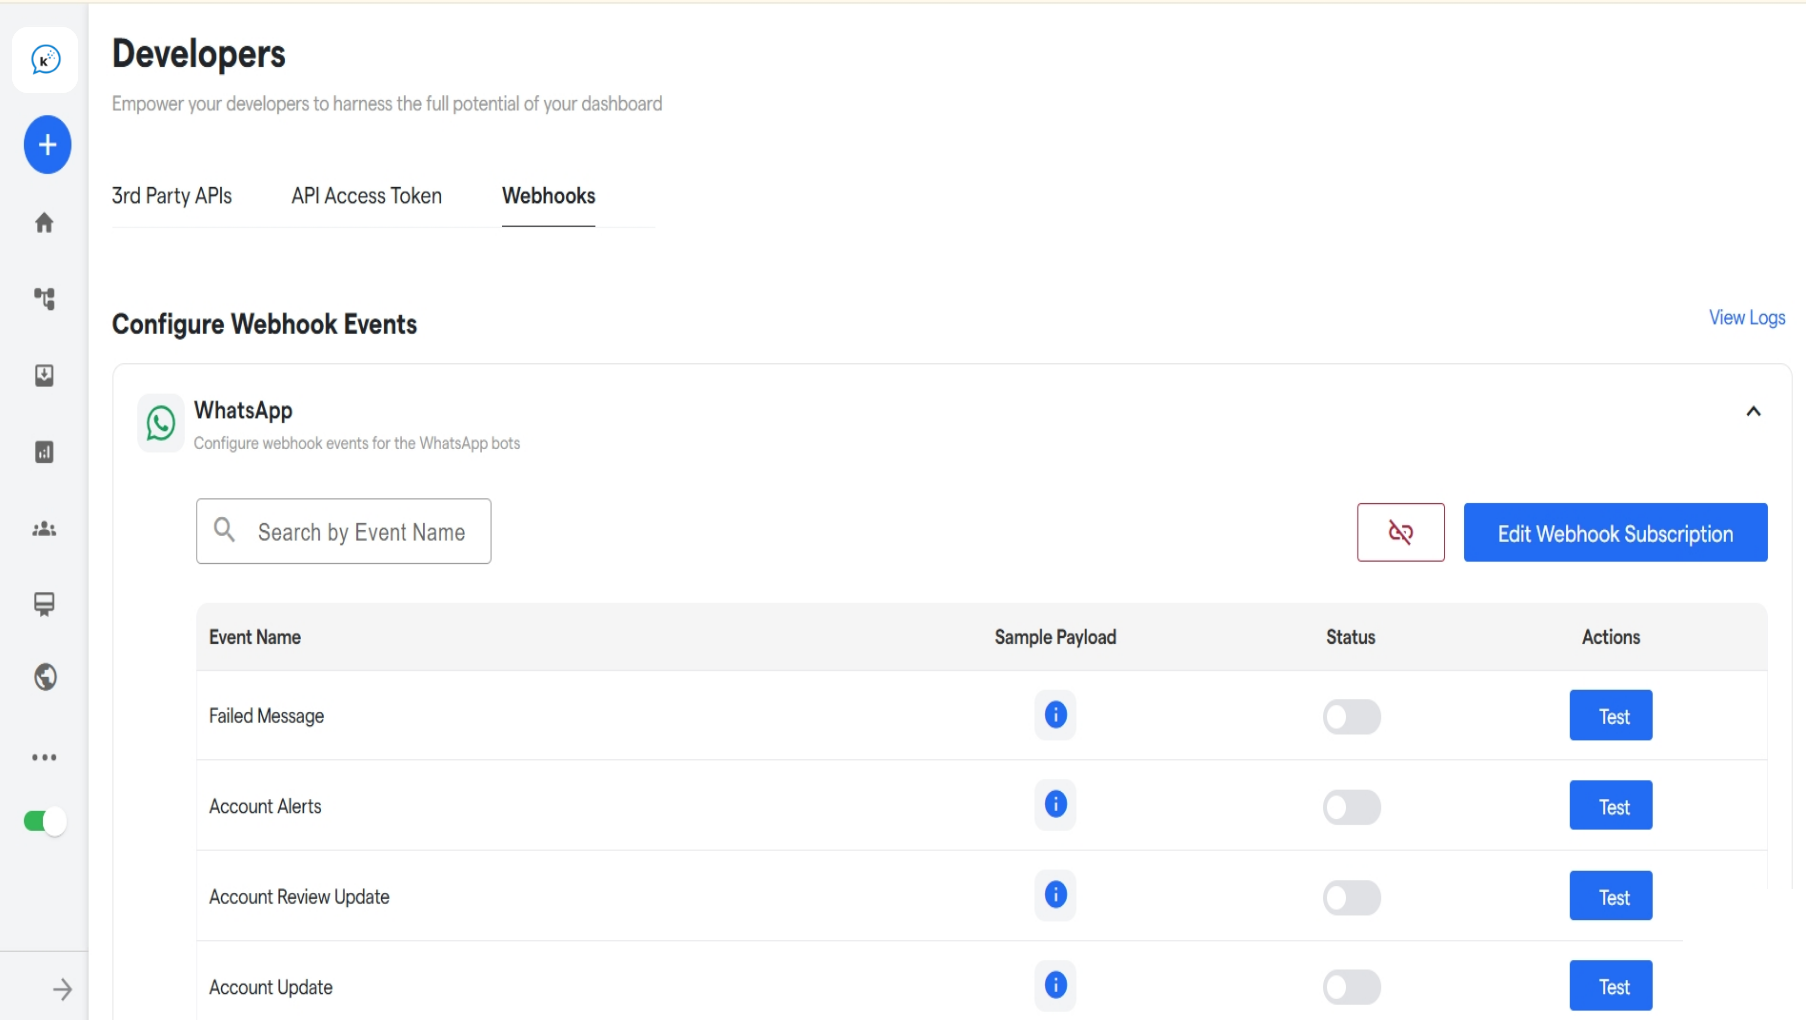 K
Developers
Empower your developers to harness the full potential of your dashboard
3rd Party APIs API Access Token Webhooks
Configure Webhook Events View Logs
WhatsApp
Configure webhook events for the WhatsApp bots
Search by Event Name Edit Webhook Subscription
Event Name Sample Payload Status Actions
Failed Message Test
Account Alerts Test
Account Review Update Test
Account Update Test